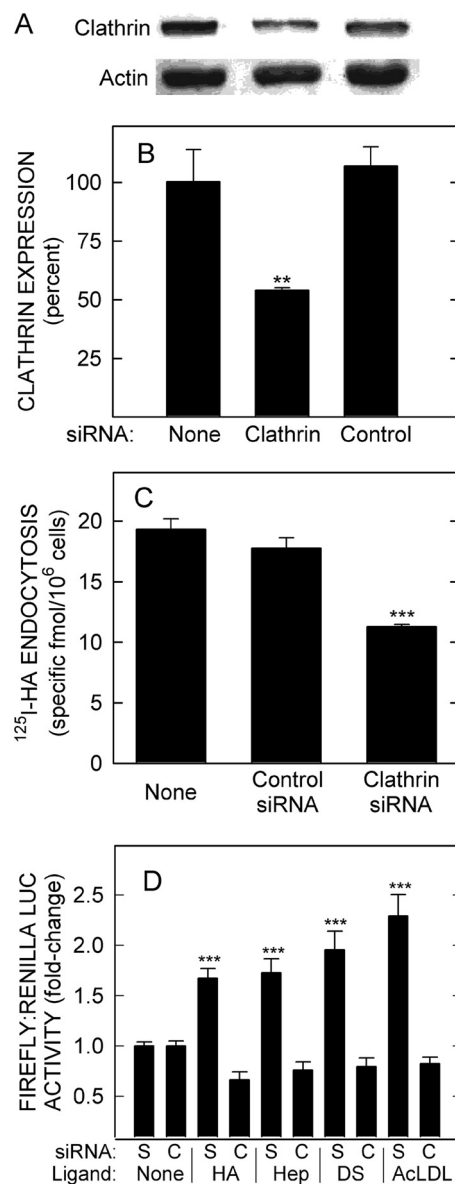 A
Clathrin
Actin
B
CLATHRIN EXPRESSION
(percent)
100
75
50
25
**
siRNA: None Clathrin Control
C
¹²⁵I-HA ENDOCYTOSIS
(specific fmol/10⁶ cells)
20
15
10
5
0
***
None
Control siRNA
Clathrin siRNA
D
FIREFLY:RENILLA LUC
ACTIVITY (fold-change)
2.5
2.0
1.5
1.0
0.5
*** *** *** ***
siRNA: S C S C S C S C S C
Ligand: None HA Hep DS AcLDL